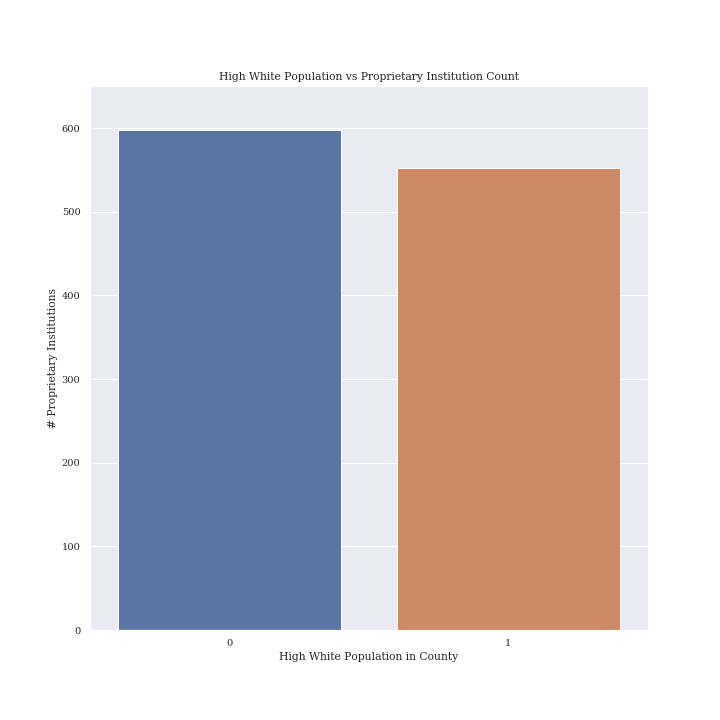 High White Population vs Proprietary Institution Count
# Proprietary Institutions
600
500
400
300
200
100
0
0 1
High White Population in County